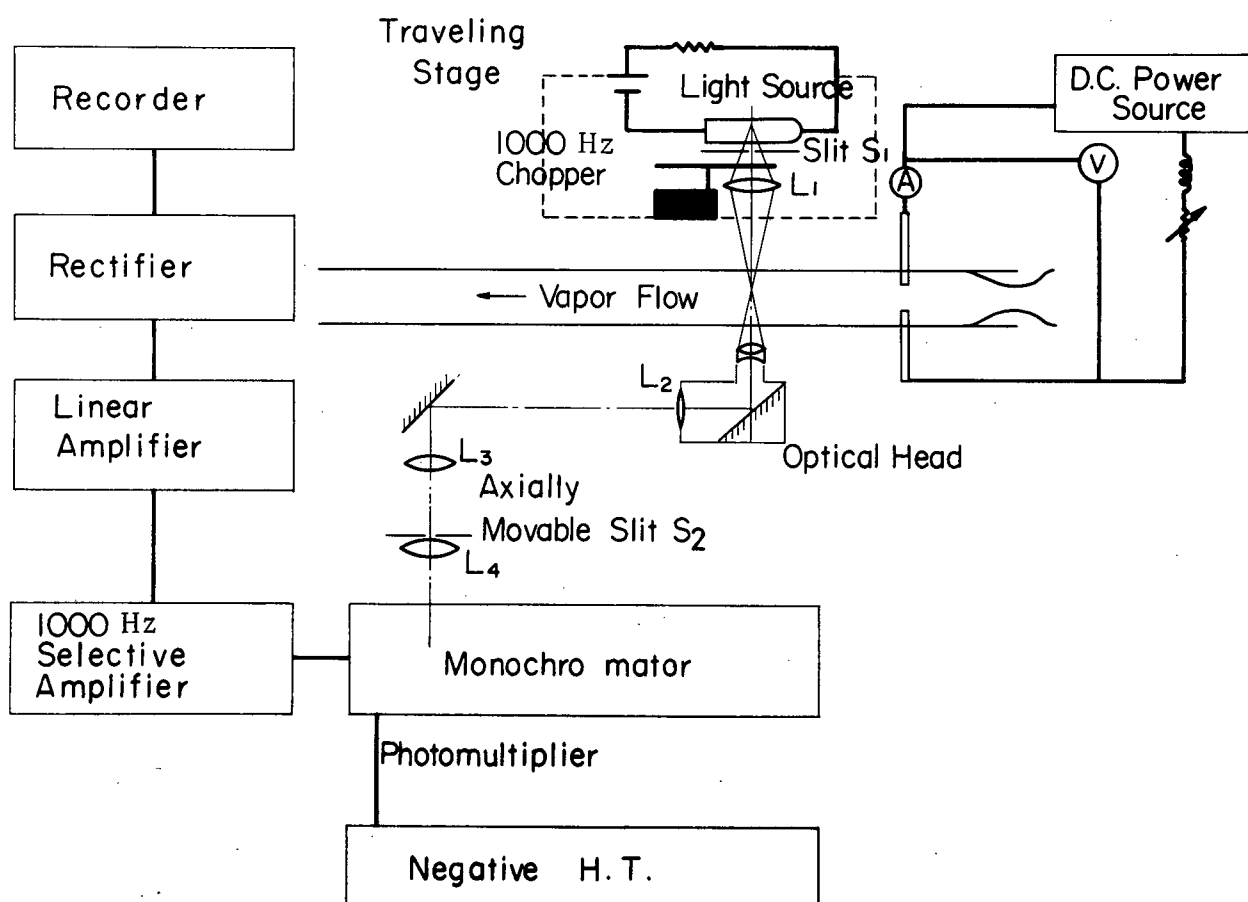 Traveling
Stage
Recorder
Light Source
D.C. Power
Source
1000 Hz
Chopper
Slit S1
L1
A
V
Rectifier
Vapor Flow
L2
Linear
Amplifier
Optical Head
L3
Axially
Movable Slit S2
L4
1000 Hz
Selective
Amplifier
Monochro mator
Photomultiplier
Negative H. T.